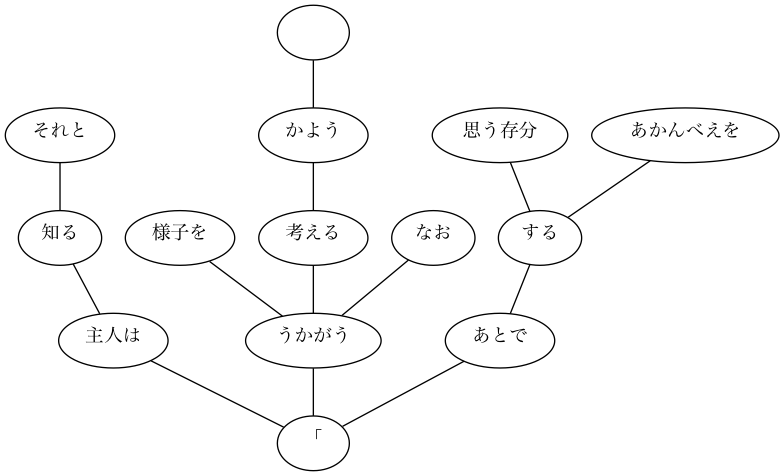 それと
かよう
思う存分
あかんべえを
知る
様子を
考える
なお
する
主人は
うかがう
あとで
「